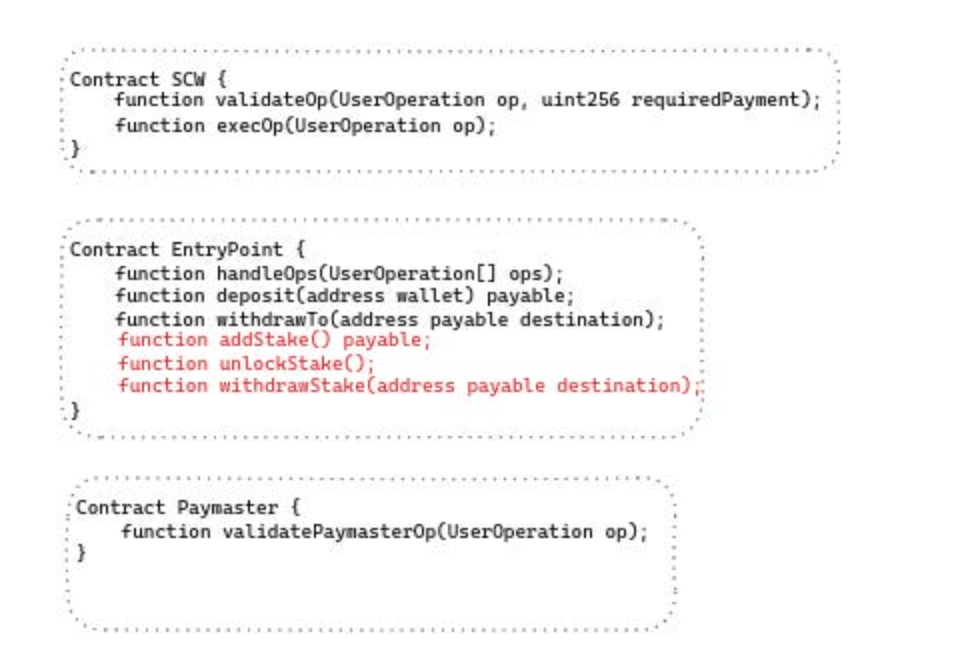 Contract SCW {
function validateOp(UserOperation op, uint256 requiredPayment);
function execOp(UserOperation op);
}
Contract EntryPoint {
function handleOps(UserOperation[] ops);
function deposit(address wallet) payable;
function withdrawTo(address payable destination);
function addStake() payable;
function unlockStake();
function withdrawStake(address payable destination);
}
Contract Paymaster {
function validatePaymasterOp(UserOperation op);
}